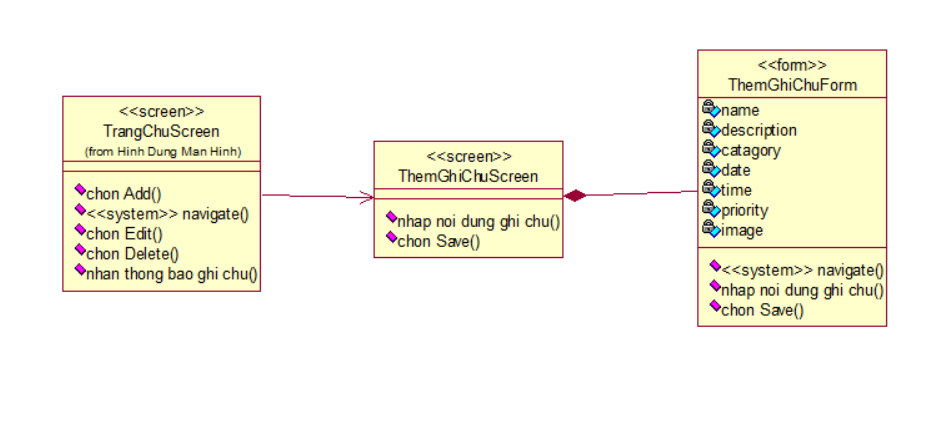 <<screen>>
TrangChuScreen
(from Hinh Dung Man Hinh)
chon Add()
<<system>> navigate()
chon Edit()
chon Delete()
nhan thong bao ghi chu()
<<screen>>
ThemGhiChuScreen
nhap noi dung ghi chu()
chon Save()
<<form>>
ThemGhiChuForm
name
description
catagory
date
time
priority
image
<<system>> navigate()
nhap noi dung ghi chu()
chon Save()